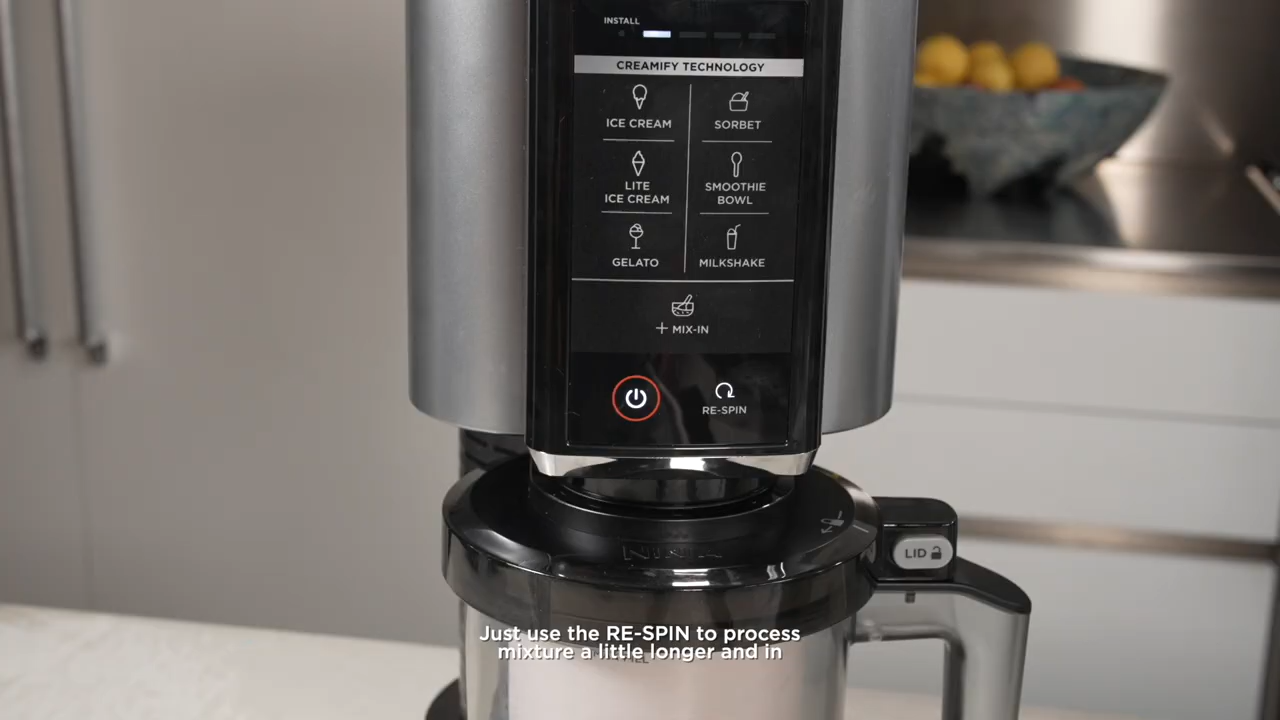 INSTALL
CREAMIFY TECHNOLOGY
ICE CREAM
SORBET
LITE
ICE CREAM
SMOOTHIE
BOWL
GELATO
MILKSHAKE
+ MIX-IN
RE-SPIN
NINJA
LID
Just use the RE-SPIN to process
mixture a little longer and in